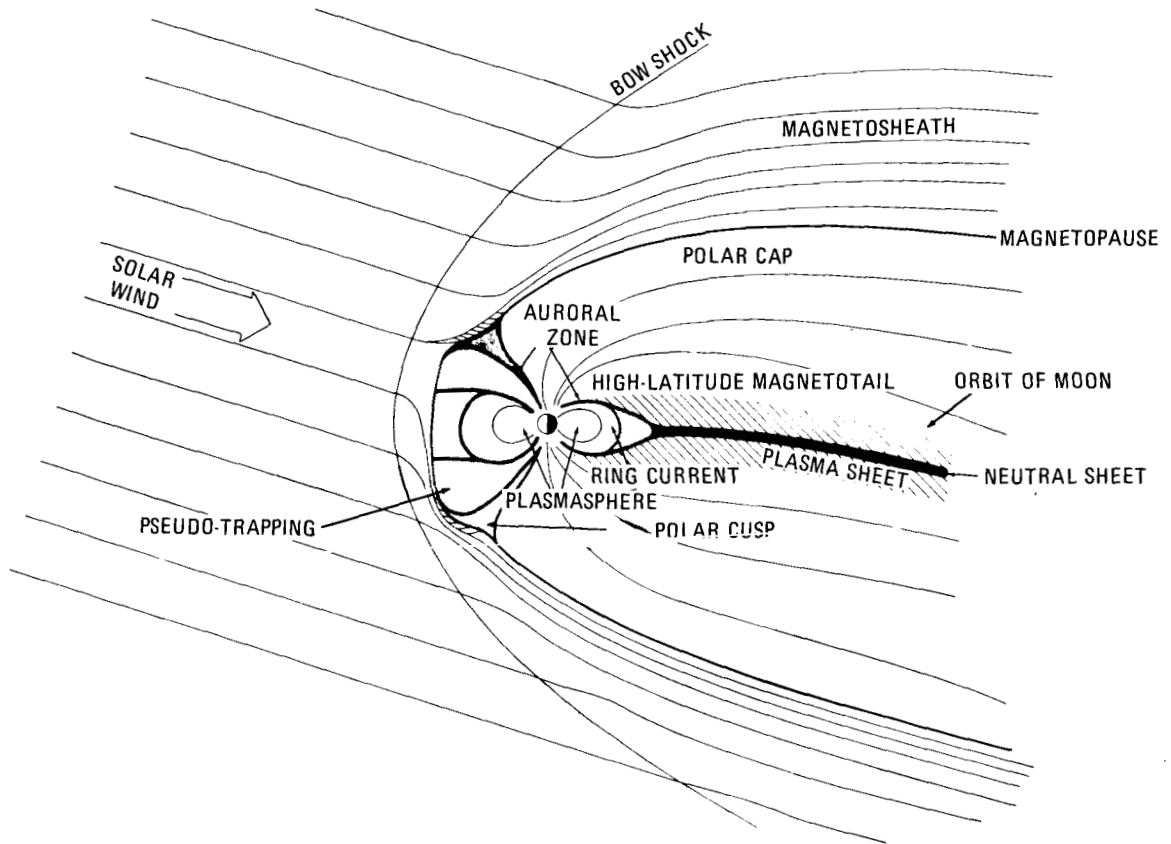 BOW SHOCK
MAGNETOSHEATH
MAGNETOPAUSE
POLAR CAP
SOLAR
WIND
AURORAL
ZONE
HIGH-LATITUDE MAGNETOTAIL
ORBIT OF MOON
PLASMA SHEET
RING CURRENT
NEUTRAL SHEET
PLASMASPHERE
PSEUDO-TRAPPING
POLAR CUSP